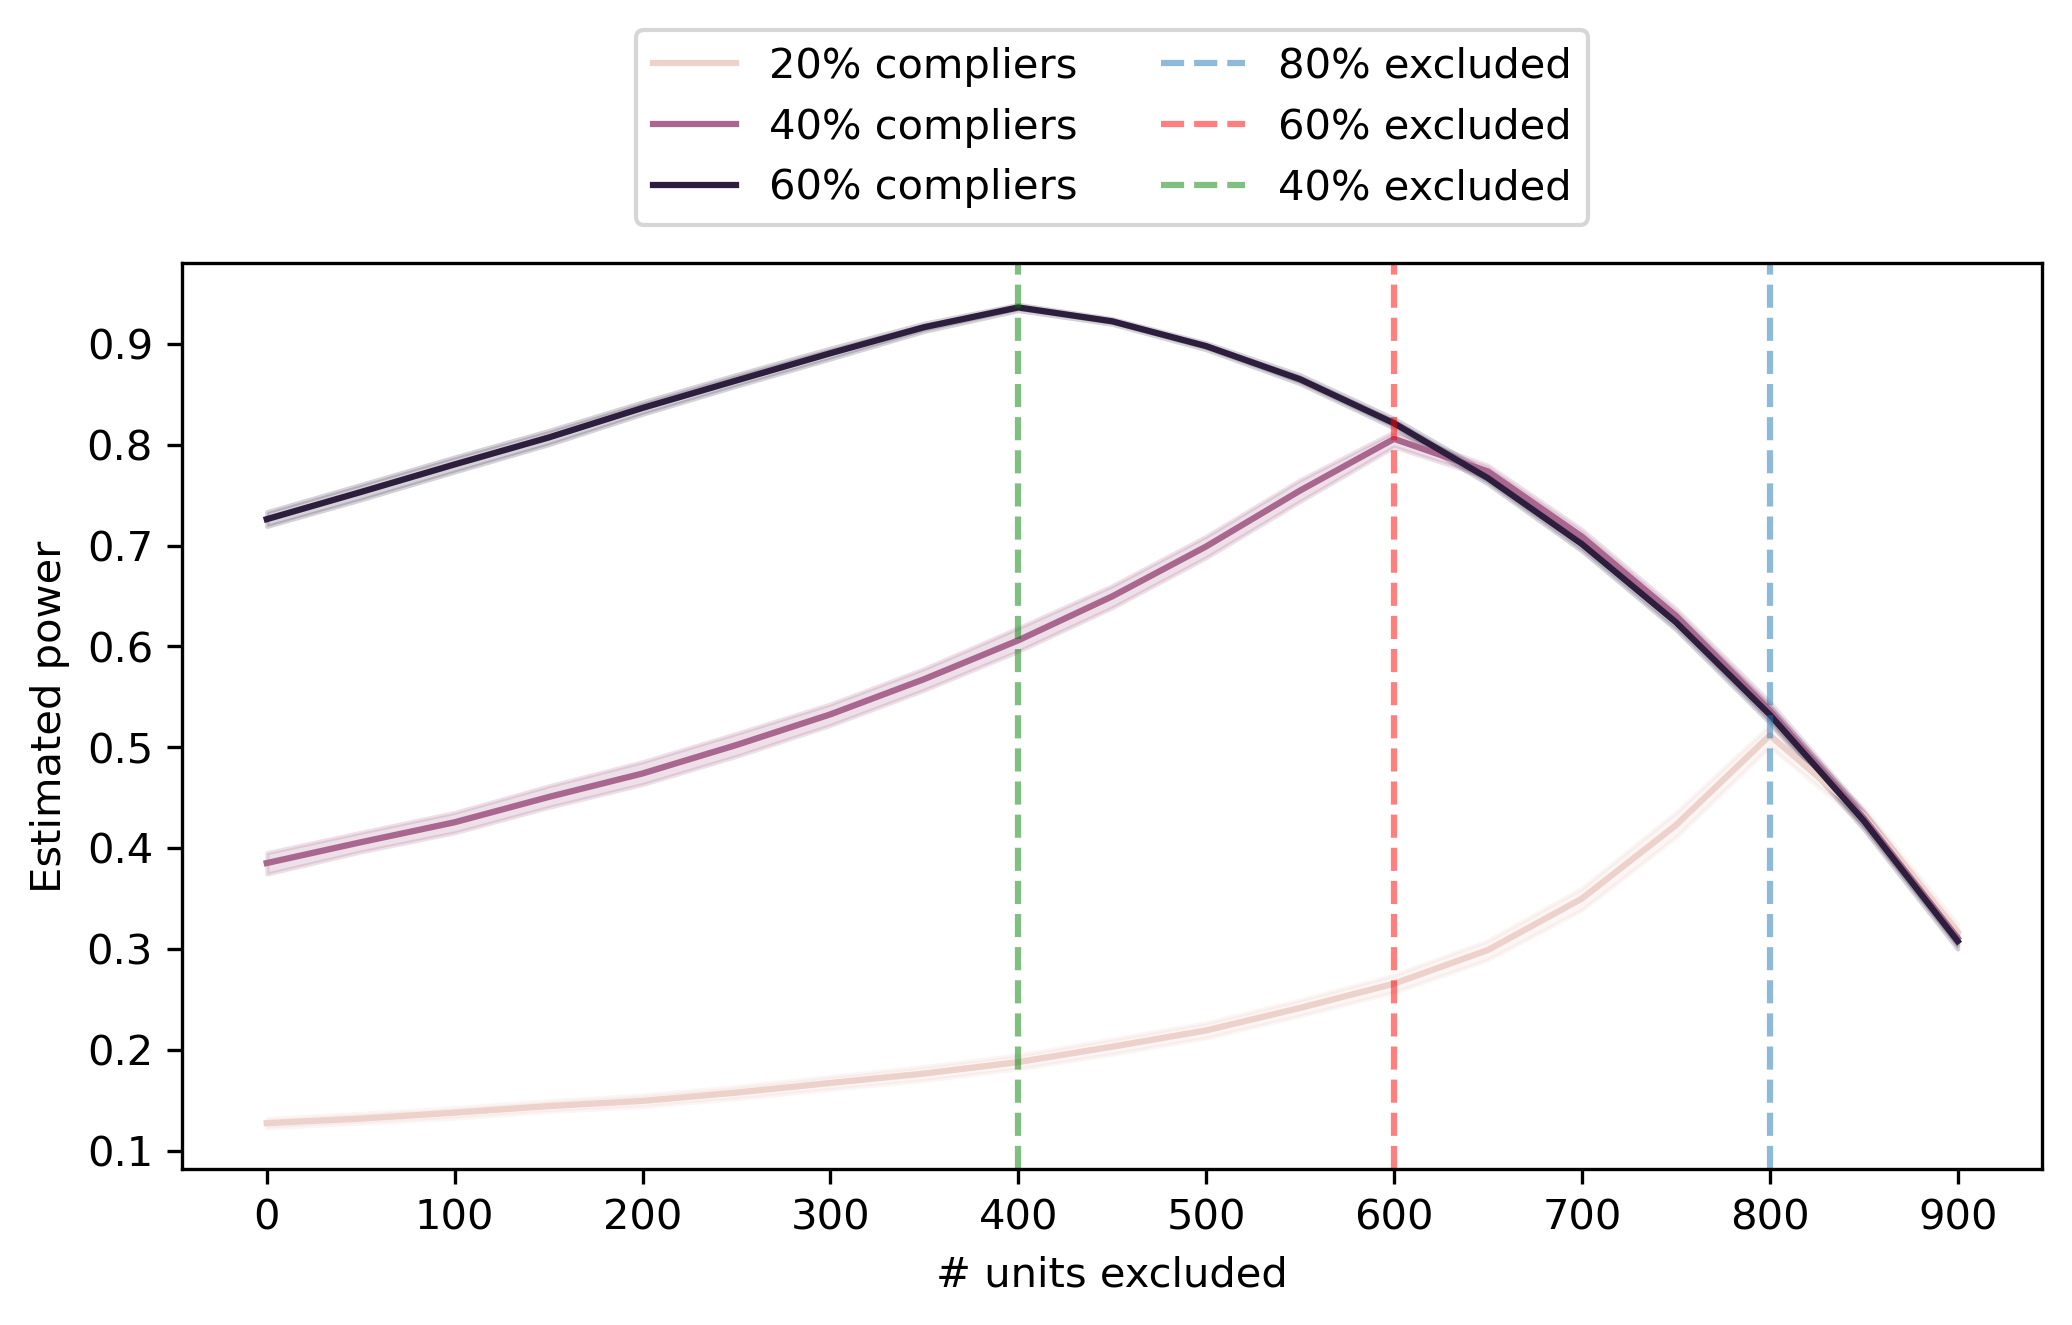 20% compliers
40% compliers
60% compliers
80% excluded
60% excluded
40% excluded
Estimated power
0.9
0.8
0.7
0.6
0.5
0.4
0.3
0.2
0.1
0 100 200 300 400 500 600 700 800 900
# units excluded